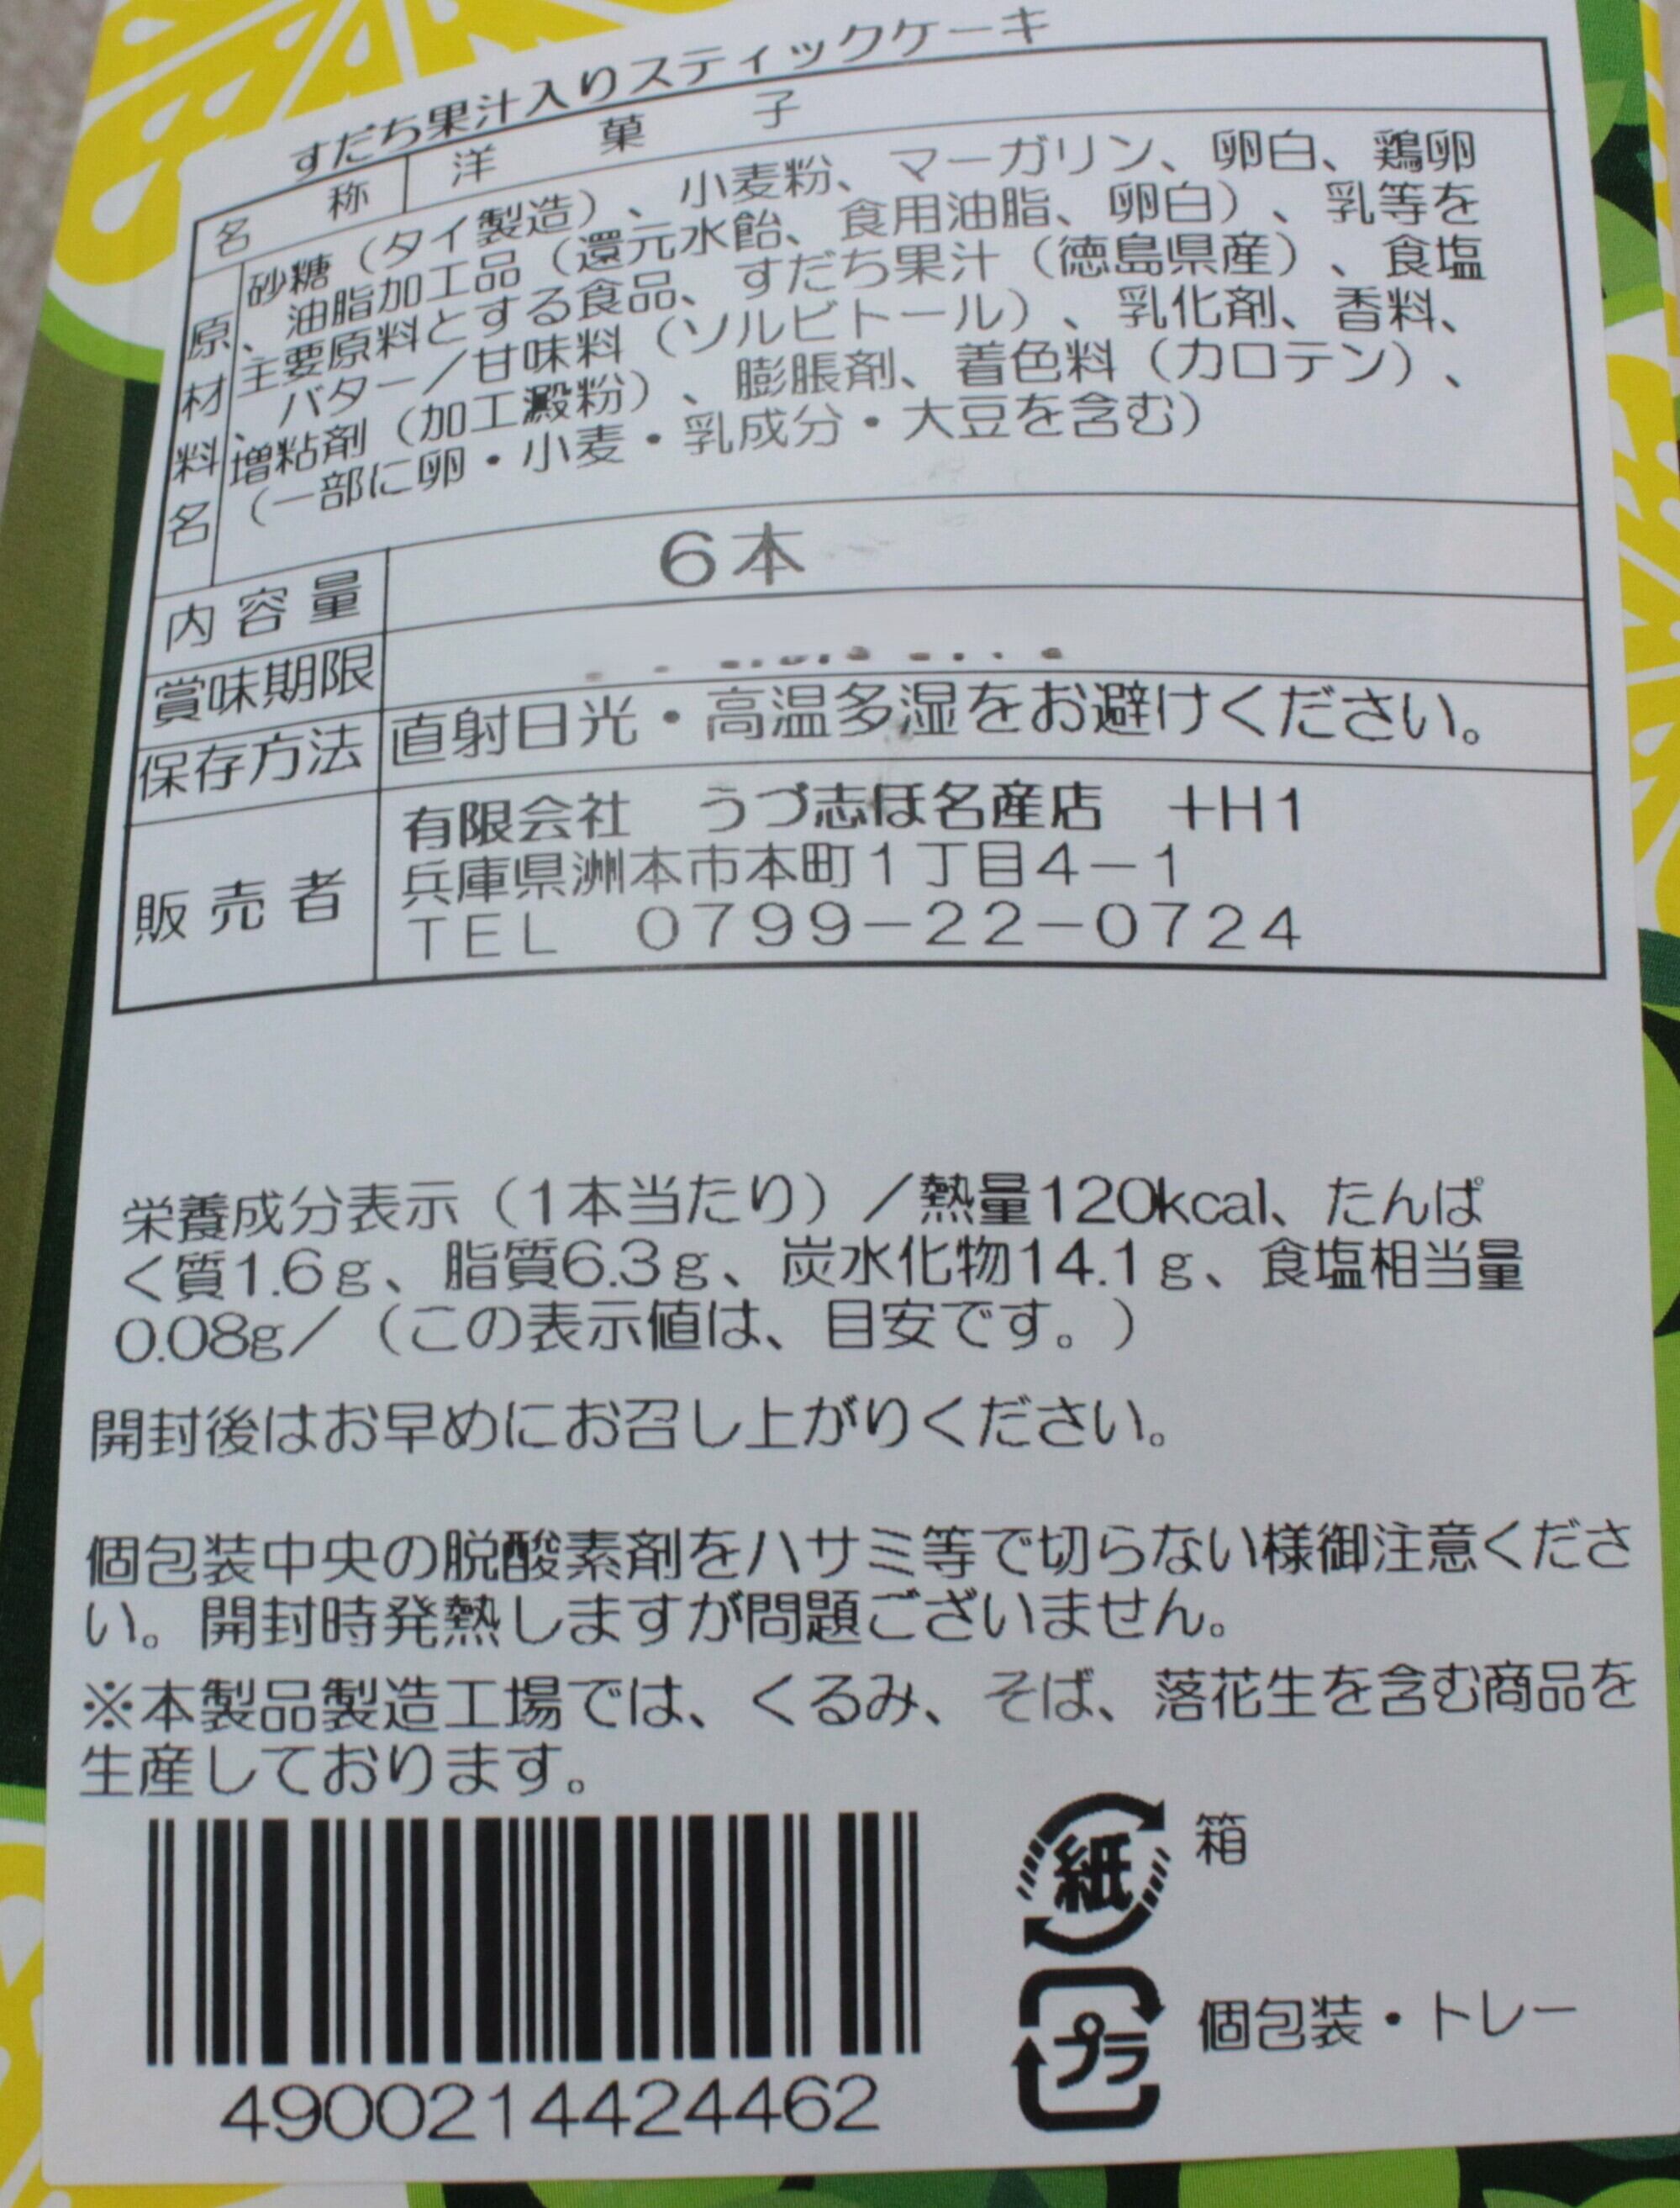 すだち果汁入りスティックケーキ
名称 洋菓子
原材料名 砂糖（タイ製造）、小麦粉、マーガリン、卵白、鶏卵
、油脂加工品（還元水飴、食用油脂、卵白）、乳等を
主要原料とする食品、すだち果汁（徳島県産）、食塩
、バター／甘味料（ソルビトール）、乳化剤、香料、
増粘剤（加工澱粉）、膨脹剤、着色料（カロテン）、
（一部に卵・小麦・乳成分・大豆を含む）
内容量 6本
賞味期限
保存方法 直射日光・高温多湿をお避けください。
販売者 有限会社　うづ志ほ名産店　+H1
兵庫県洲本市本町1丁目4－1
TEL　0799－22－0724
栄養成分表示（1本当たり）／熱量120kcal、たんぱ
く質1.6g、脂質6.3g、炭水化物14.1g、食塩相当量
0.08g／（この表示値は、目安です。）
開封後はお早めにお召し上がりください。
個包装中央の脱酸素剤をハサミ等で切らない様御注意くださ
い。開封時発熱しますが問題ございません。
※本製品製造工場では、くるみ、そば、落花生を含む商品を
生産しております。
紙 箱
プラ 個包装・トレー
4900214424462